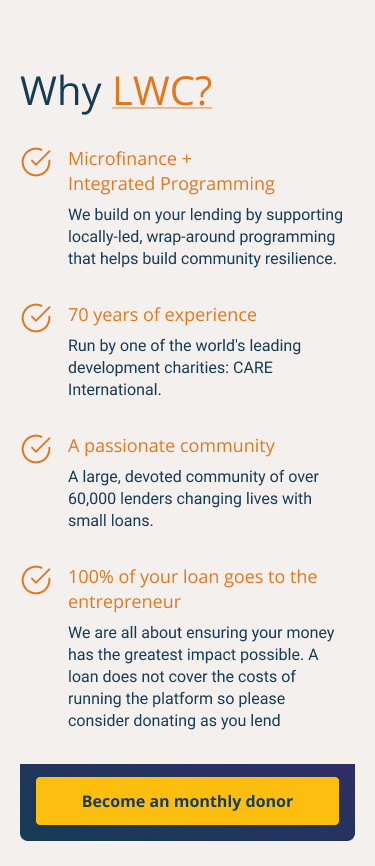 Why LWC?
Microfinance +
Integrated Programming
We build on your lending by supporting
locally-led, wrap-around programming
that helps build community resilience.
70 years of experience
Run by one of the world's leading
development charities: CARE
International.
A passionate community
A large, devoted community of over
60,000 lenders changing lives with
small loans.
100% of your loan goes to the
entrepreneur
We are all about ensuring your money
has the greatest impact possible. A
loan does not cover the costs of
running the platform so please
consider donating as you lend
Become an monthly donor